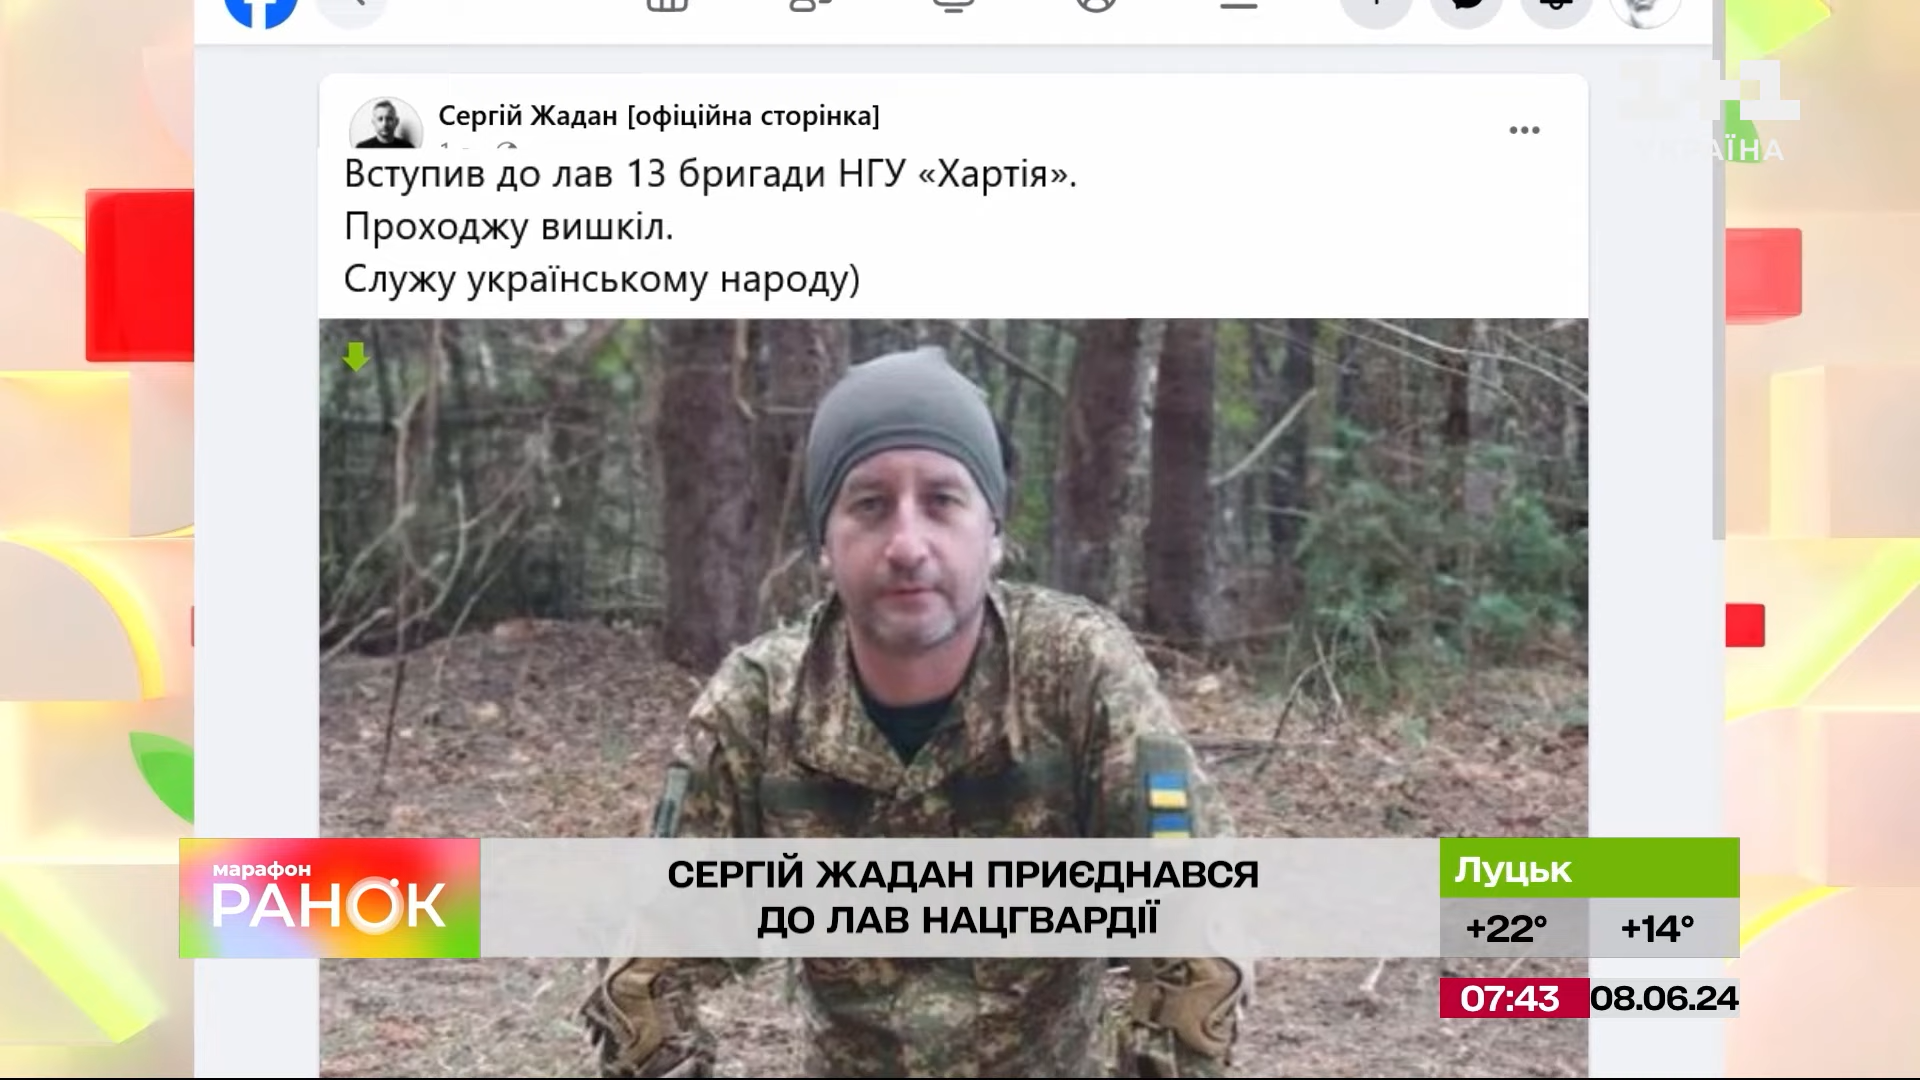 Сергій Жадан [офіційна сторінка]
Вступив до лав 13 бригади НГУ «Хартія».
Проходжу вишкіл.
Служу українському народу)
1+1
УКРАЇНА
марафон
РАНОК
СЕРГІЙ ЖАДАН ПРИЄДНАВСЯ
ДО ЛАВ НАЦГВАРДІЇ
Луцьк
+22° +14°
07:43 08.06.24